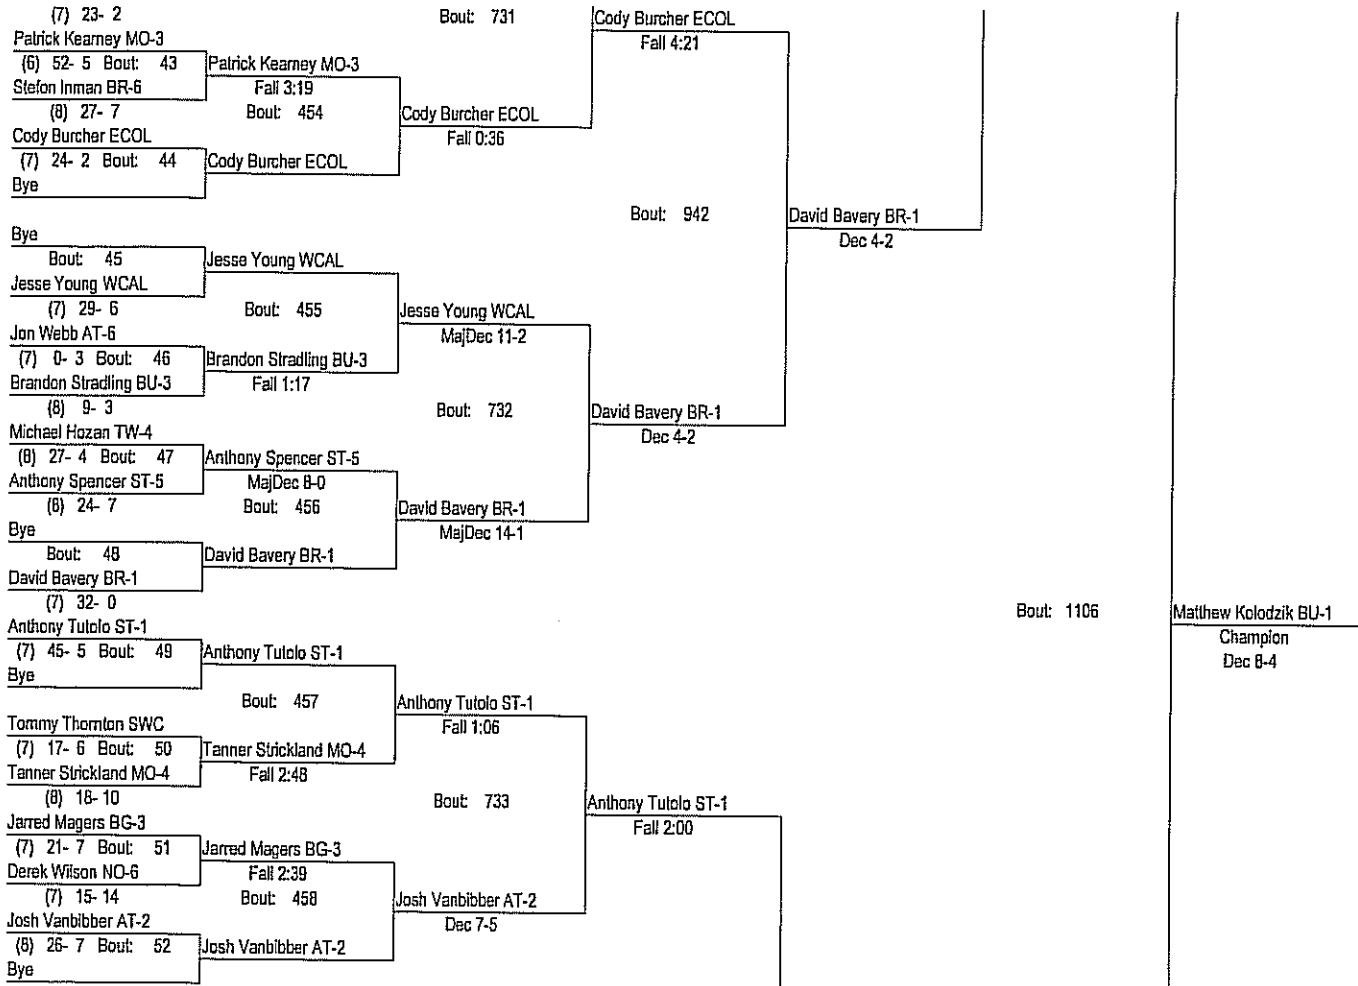 (7) 23- 2
Patrick Kearney MO-3
(6) 52- 5 Bout: 43
Stefon Inman BR-6
(8) 27- 7
Cody Burcher ECOL
(7) 24- 2 Bout: 44
Bye
Bye
Bout: 45
Jesse Young WCAL
(7) 29- 6
Jon Webb AT-6
(7) 0- 3 Bout: 46
Brandon Stradling BU-3
(8) 9- 3
Michael Hozan TW-4
(8) 27- 4 Bout: 47
Anthony Spencer ST-5
(6) 24- 7
Bye
Bout: 48
David Bavery BR-1
(7) 32- 0
Anthony Tutolo ST-1
(7) 45- 5 Bout: 49
Bye
Tommy Thornton SWC
(7) 17- 6 Bout: 50
Tanner Strickland MO-4
(8) 18- 10
Jarred Magers BG-3
(7) 21- 7 Bout: 51
Derek Wilson NO-6
(7) 15- 14
Josh Vanbibber AT-2
(8) 26- 7 Bout: 52
Bye
Patrick Kearney MO-3
Fall 3:19
Bout: 454
Cody Burcher ECOL
Jesse Young WCAL
Bout: 455
Brandon Stradling BU-3
Fall 1:17
Anthony Spencer ST-5
MajDec 8-0
Bout: 456
David Bavery BR-1
Anthony Tutolo ST-1
Bout: 457
Tanner Strickland MO-4
Fall 2:48
Jarred Magers BG-3
Fall 2:39
Bout: 458
Josh Vanbibber AT-2
Bout: 731
Cody Burcher ECOL
Fall 0:36
Jesse Young WCAL
MajDec 11-2
Bout: 732
David Bavery BR-1
MajDec 14-1
Anthony Tutolo ST-1
Fall 1:06
Bout: 733
Josh Vanbibber AT-2
Dec 7-5
Cody Burcher ECOL
Fall 4:21
Bout: 942
David Bavery BR-1
Dec 4-2
Anthony Tutolo ST-1
Fall 2:00
David Bavery BR-1
Dec 4-2
Bout: 1106
Matthew Kolodzik BU-1
Champion
Dec 8-4